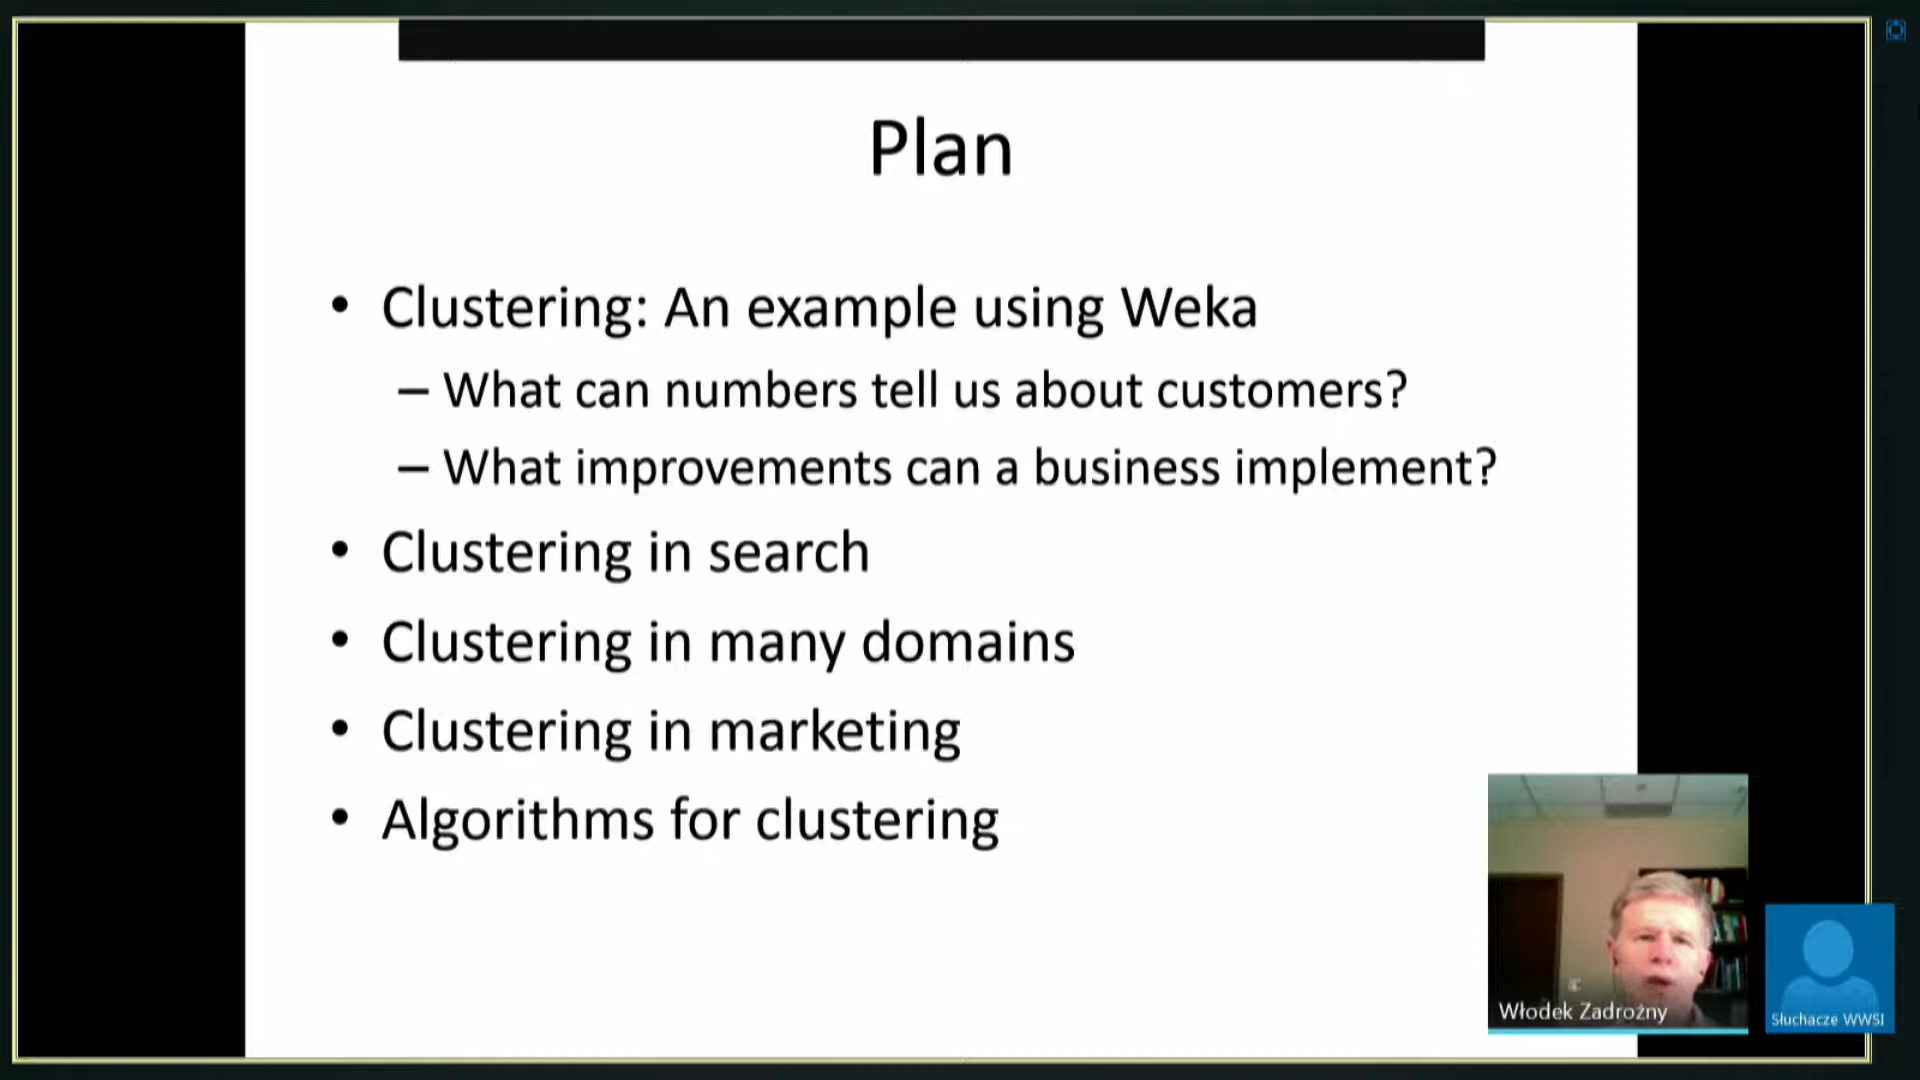 Plan
• Clustering: An example using Weka
– What can numbers tell us about customers?
– What improvements can a business implement?
• Clustering in search
• Clustering in many domains
• Clustering in marketing
• Algorithms for clustering
Włodek Zadrożny
Słuchacze WWSI